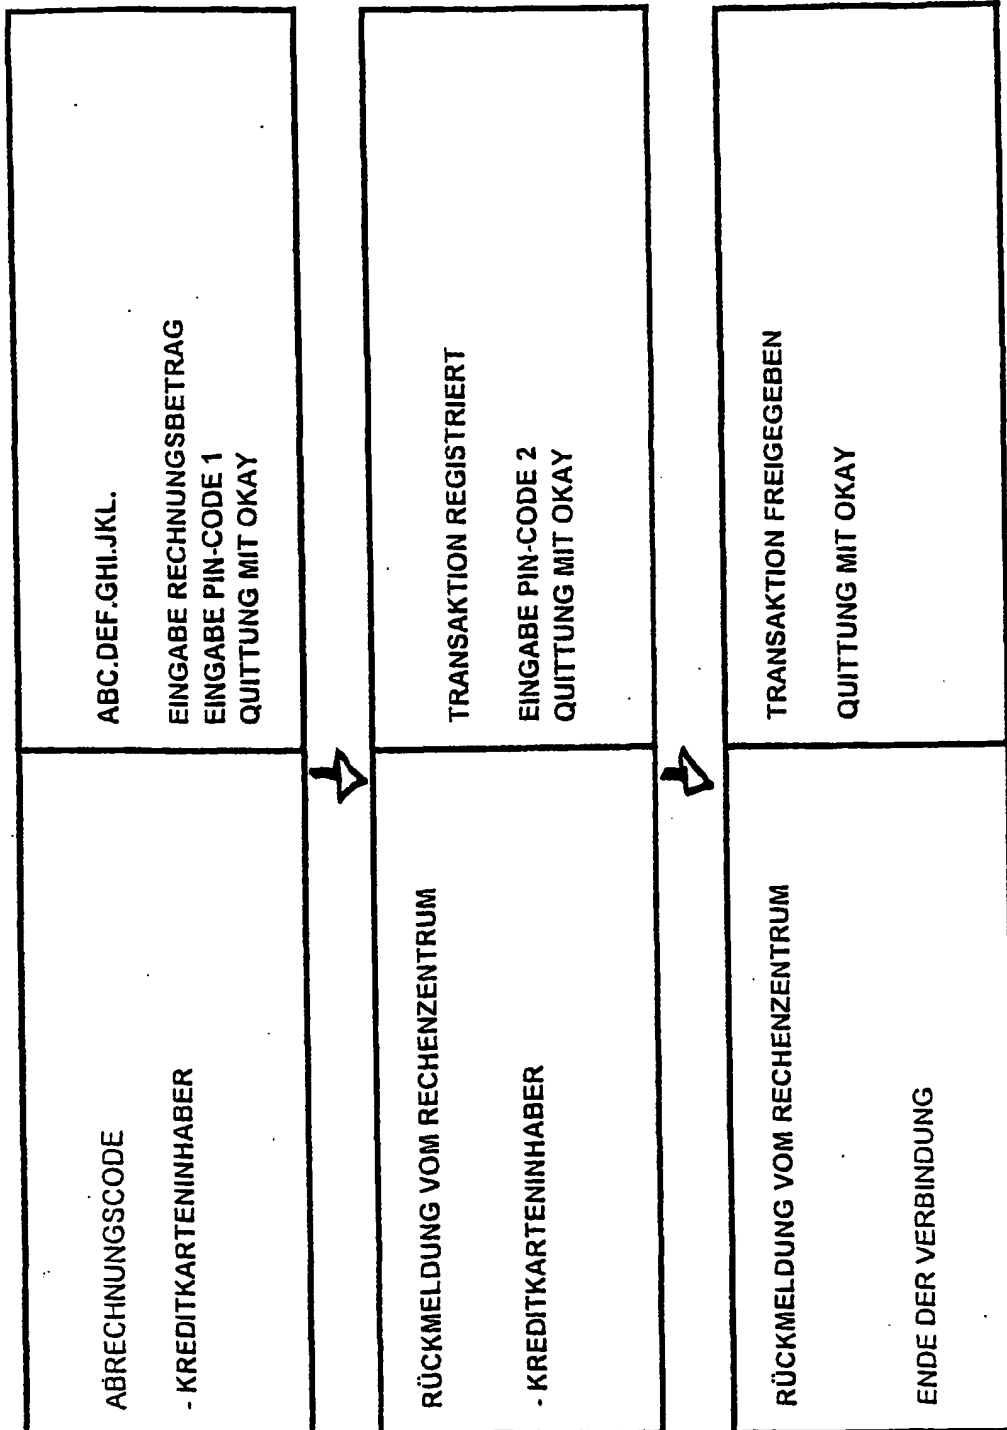 ABRECHNUNGSCODE
- KREDITKARTENINHABER
ABC.DEF.GHI.JKL.
EINGABE RECHNUNGSBETRAG
EINGABE PIN-CODE 1
QUITTUNG MIT OKAY
RÜCKMELDUNG VOM RECHENZENTRUM
- KREDITKARTENINHABER
TRANSAKTION REGISTRIERT
EINGABE PIN-CODE 2
QUITTUNG MIT OKAY
RÜCKMELDUNG VOM RECHENZENTRUM
ENDE DER VERBINDUNG
TRANSAKTION FREIGEGEBEN
QUITTUNG MIT OKAY